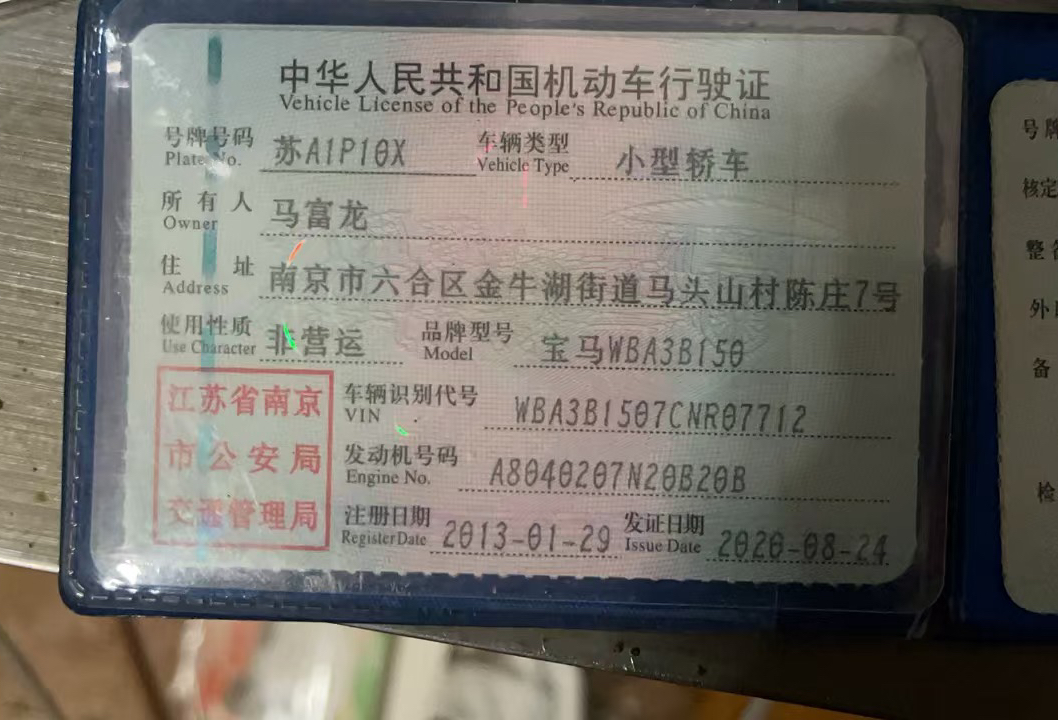 中华人民共和国机动车行驶证
Vehicle License of the People's Republic of China
号牌号码 Plate No. 苏A1P10X 车辆类型 Vehicle Type 小型轿车
所有人 Owner 马富龙
住址 Address 南京市六合区金牛湖街道马头山村陈庄7号
使用性质 Use Character 非营运 品牌型号 Model 宝马WBA3B150
江苏省南京
市公安局
交通管理局
车辆识别代号 VIN WBA3B1507CNR07712
发动机号码 Engine No. A8040207N20B20B
注册日期 Register Date 2013-01-29 发证日期 Issue Date 2020-08-24
号牌
核定
整备
外
备
检